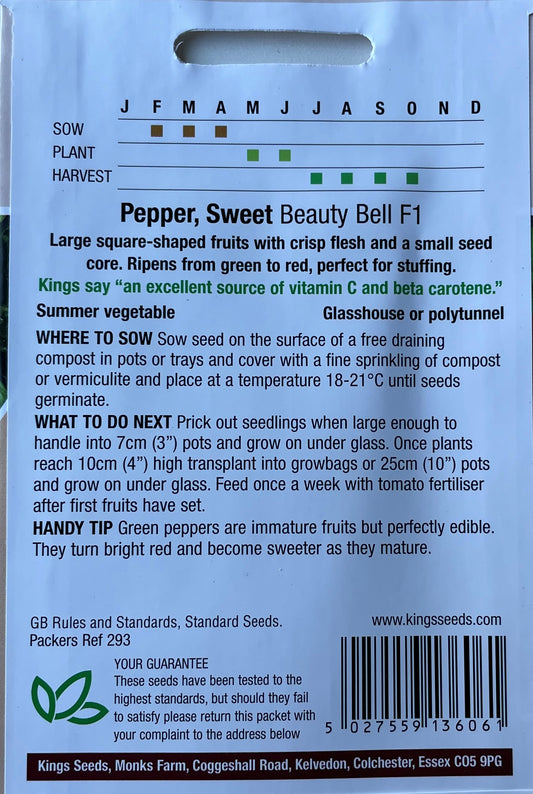 J F M A M J J A S O N D
SOW
PLANT
HARVEST
Pepper, Sweet Beauty Bell F1
Large square-shaped fruits with crisp flesh and a small seed
core. Ripens from green to red, perfect for stuffing.
Kings say “an excellent source of vitamin C and beta carotene.”
Summer vegetable Glasshouse or polytunnel
WHERE TO SOW Sow seed on the surface of a free draining
compost in pots or trays and cover with a fine sprinkling of compost
or vermiculite and place at a temperature 18-21°C until seeds
germinate.
WHAT TO DO NEXT Prick out seedlings when large enough to
handle into 7cm (3”) pots and grow on under glass. Once plants
reach 10cm (4”) high transplant into growbags or 25cm (10”) pots
and grow on under glass. Feed once a week with tomato fertiliser
after first fruits have set.
HANDY TIP Green peppers are immature fruits but perfectly edible.
They turn bright red and become sweeter as they mature.
GB Rules and Standards, Standard Seeds. www.kingsseeds.com
Packers Ref 293
YOUR GUARANTEE
These seeds have been tested to the
highest standards, but should they fail
to satisfy please return this packet with
your complaint to the address below
5 027559 136061
Kings Seeds, Monks Farm, Coggeshall Road, Kelvedon, Colchester, Essex CO5 9PG